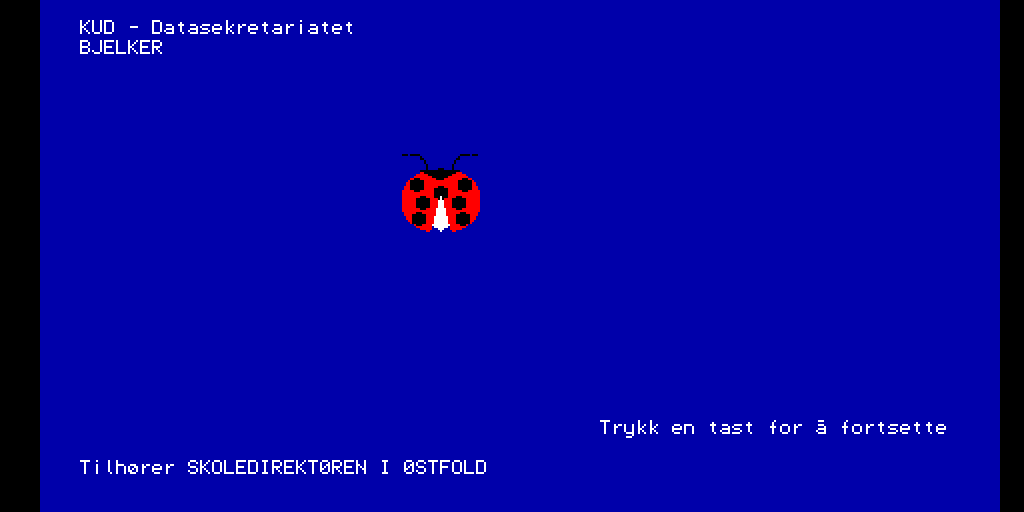 KUD - Datasekretariatet
BJELKER
Trykk en tast for å fortsette
Tilhører SKOLEDIREKTØREN I ØSTFOLD